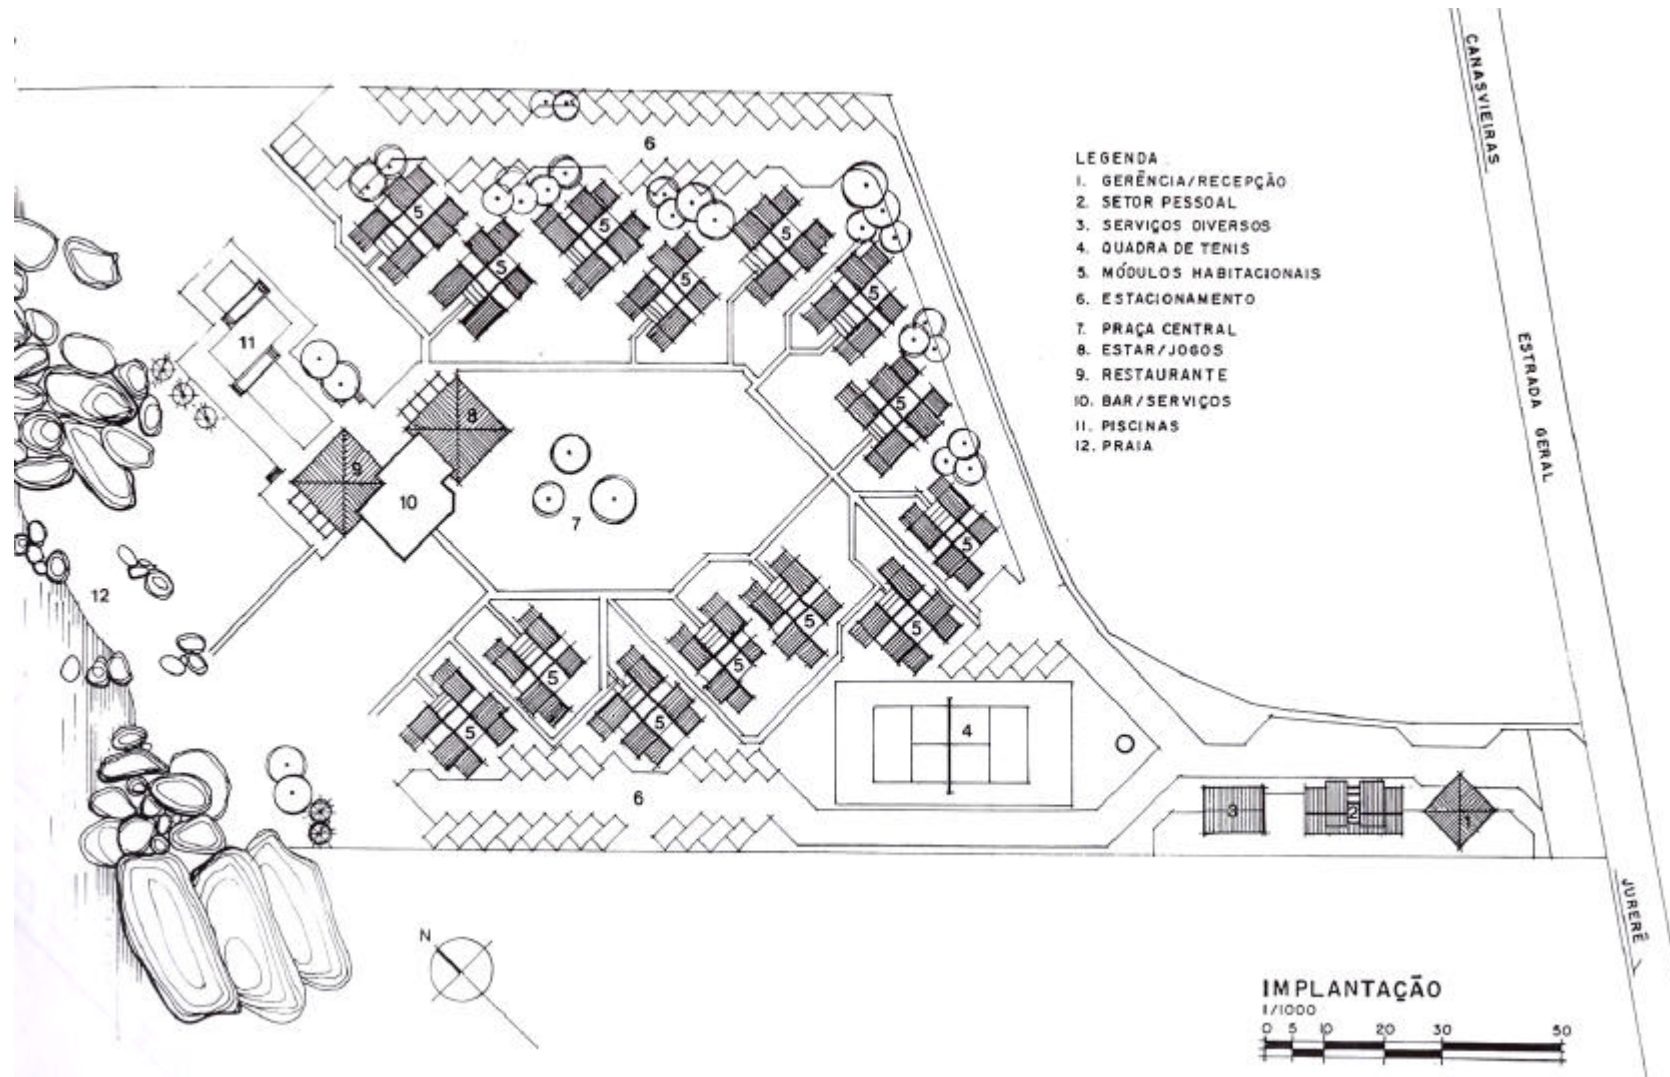 CANASVIEIRAS
ESTRADA GERAL
JURERÊ
LEGENDA
1. GERÊNCIA/RECEPÇÃO
2. SETOR PESSOAL
3. SERVIÇOS DIVERSOS
4. QUADRA DE TENIS
5. MÓDULOS HABITACIONAIS
6. ESTACIONAMENTO
7. PRAÇA CENTRAL
8. ESTAR/JOGOS
9. RESTAURANTE
10. BAR/SERVIÇOS
11. PISCINAS
12. PRAIA
6
5
5
5
5
5
5
11
5
8
9
10
7
5
12
5
5
5
5
5
5
4
6
3
2
1
N
IMPLANTAÇÃO
1/1000
0 5 10 20 30 50